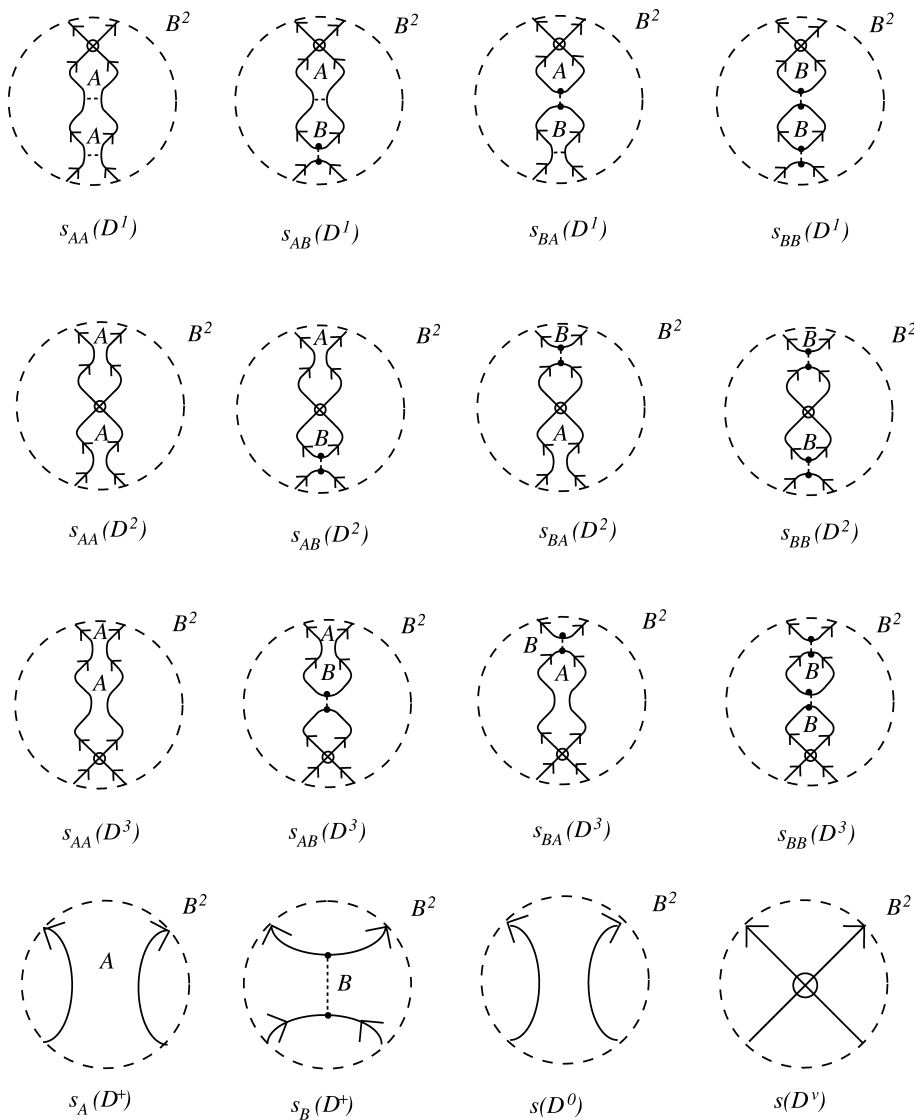 B² B² B² B²
A A A B
A B B B
s_AA(D¹) s_AB(D¹) s_BA(D¹) s_BB(D¹)
B² B² B² B²
A A B B
A B A B
s_AA(D²) s_AB(D²) s_BA(D²) s_BB(D²)
B² B² B² B²
A A B
A B A B
B
s_AA(D³) s_AB(D³) s_BA(D³) s_BB(D³)
B² B² B² B²
A B
s_A(D⁺) s_B(D⁺) s(D⁰) s(Dᵛ)